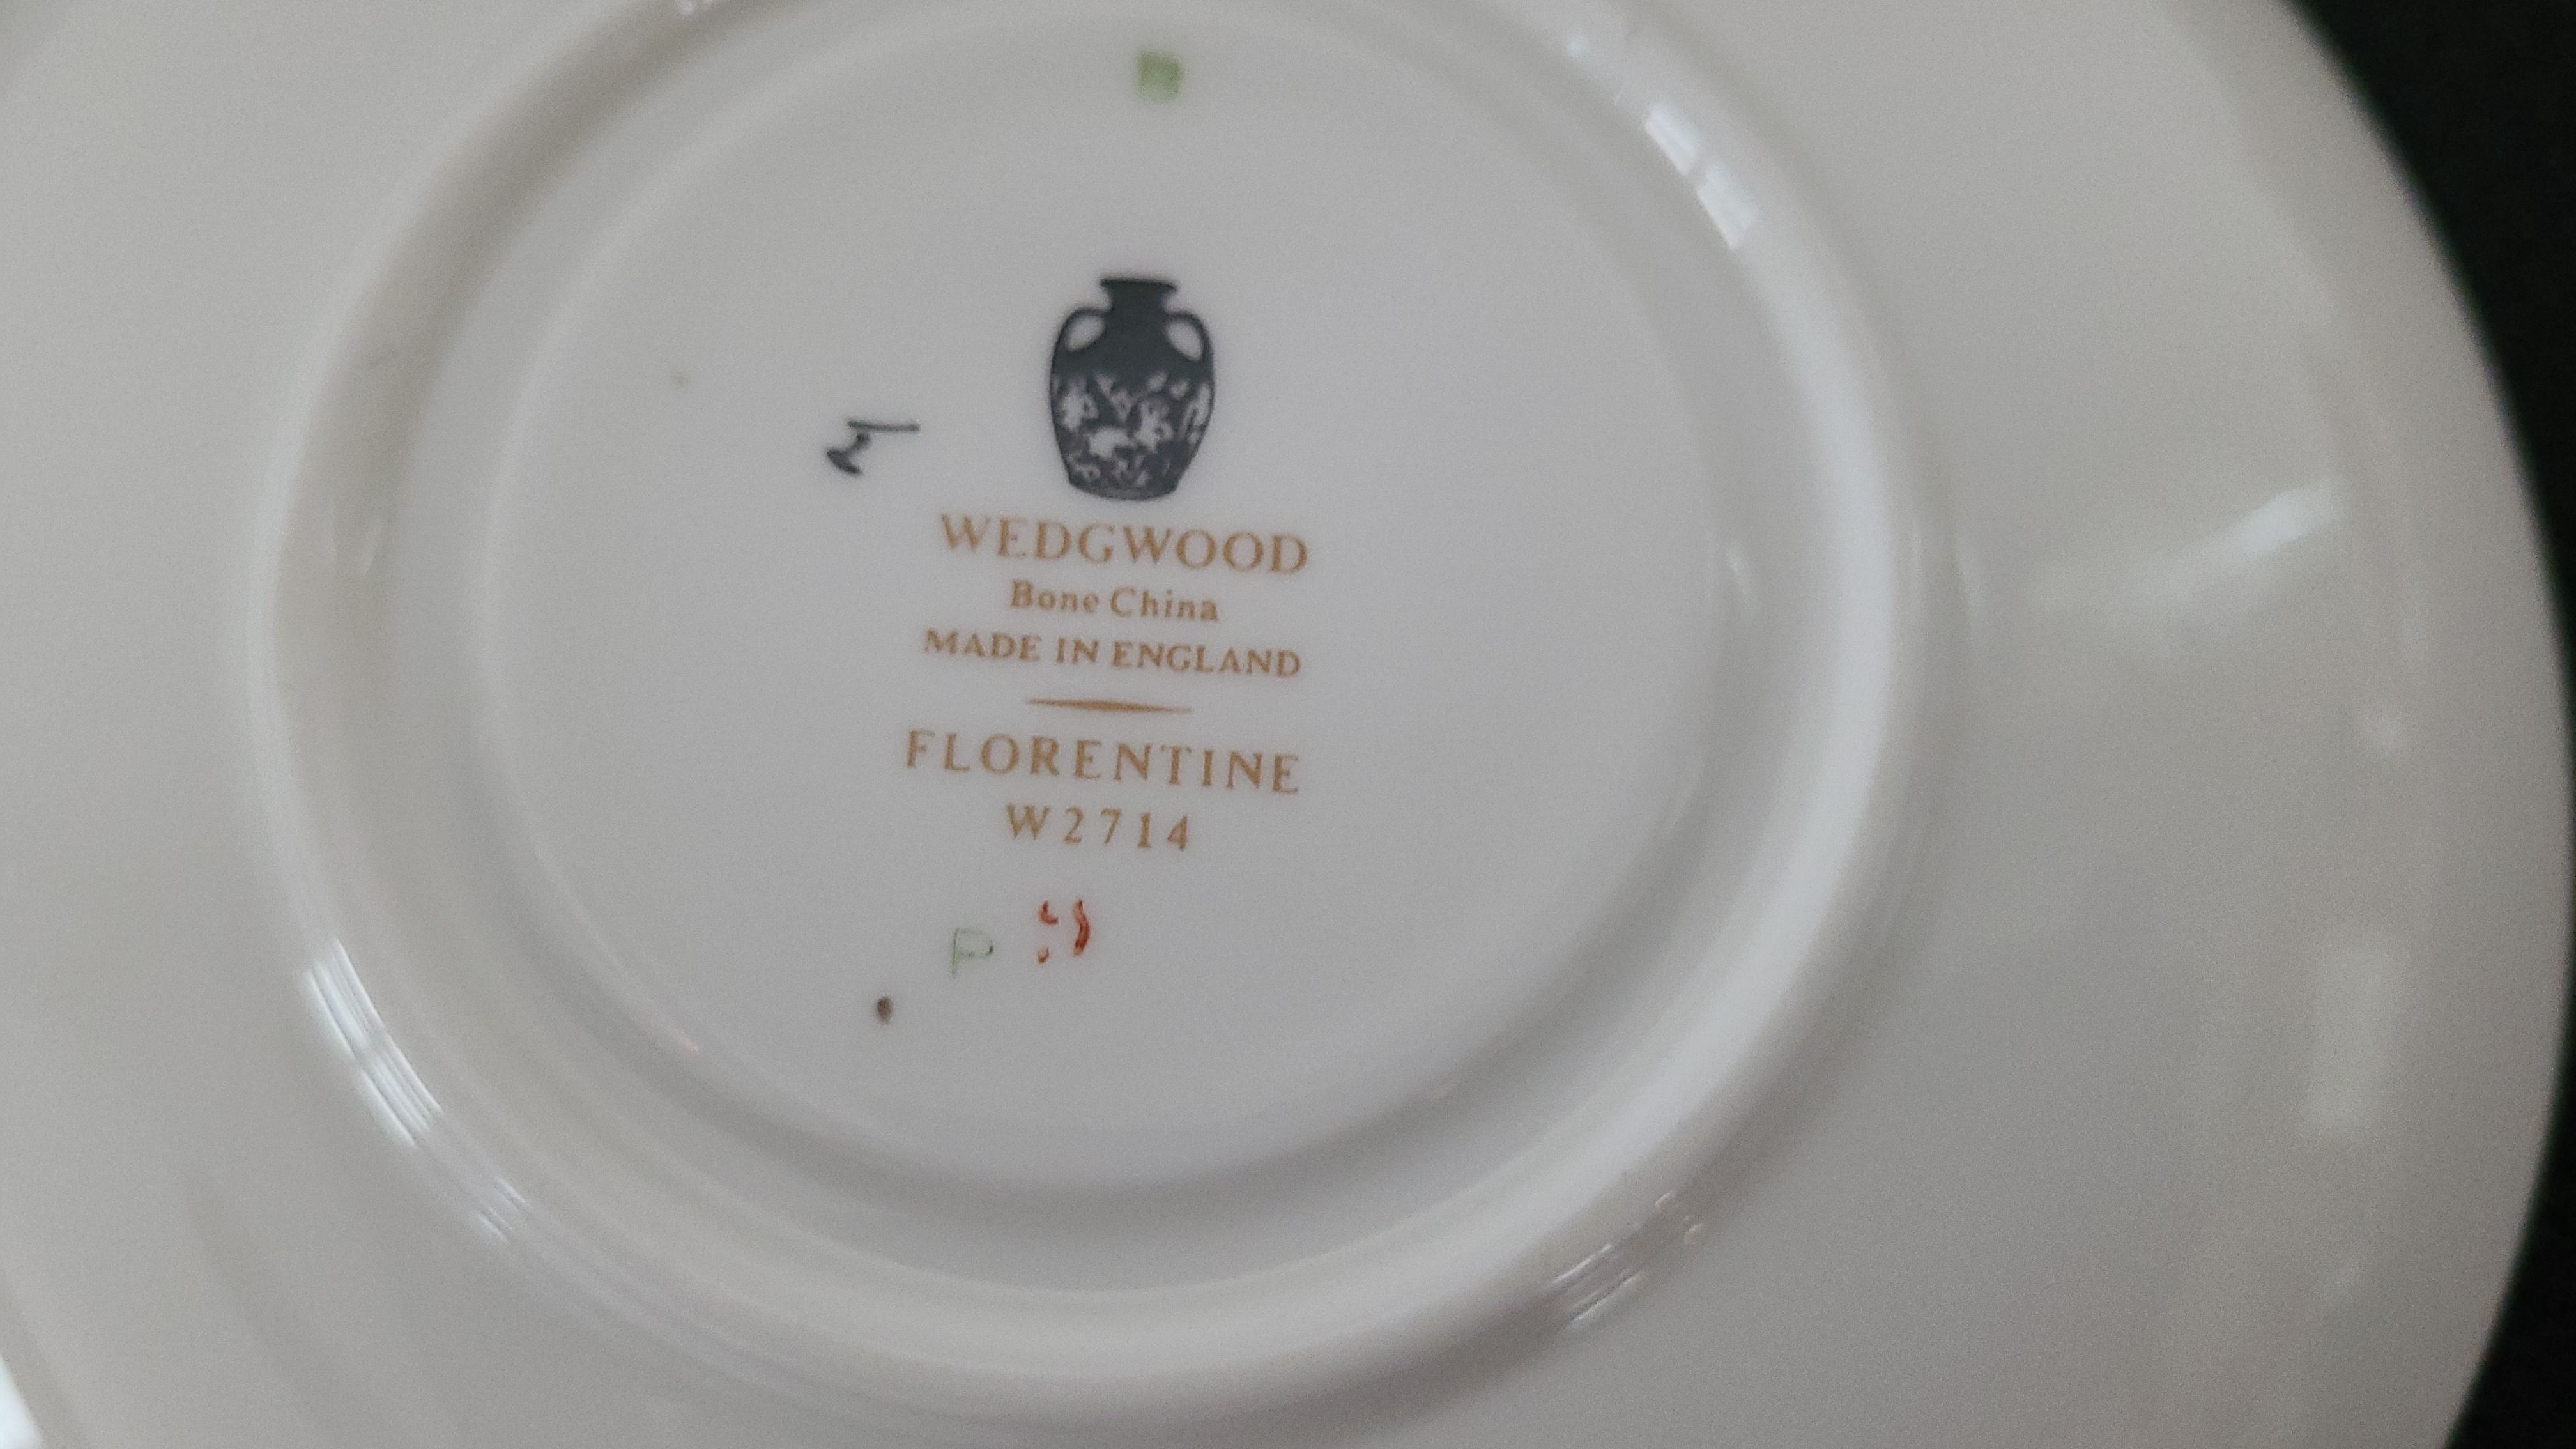 WEDGWOOD
Bone China
MADE IN ENGLAND
FLORENTINE
W2714
P